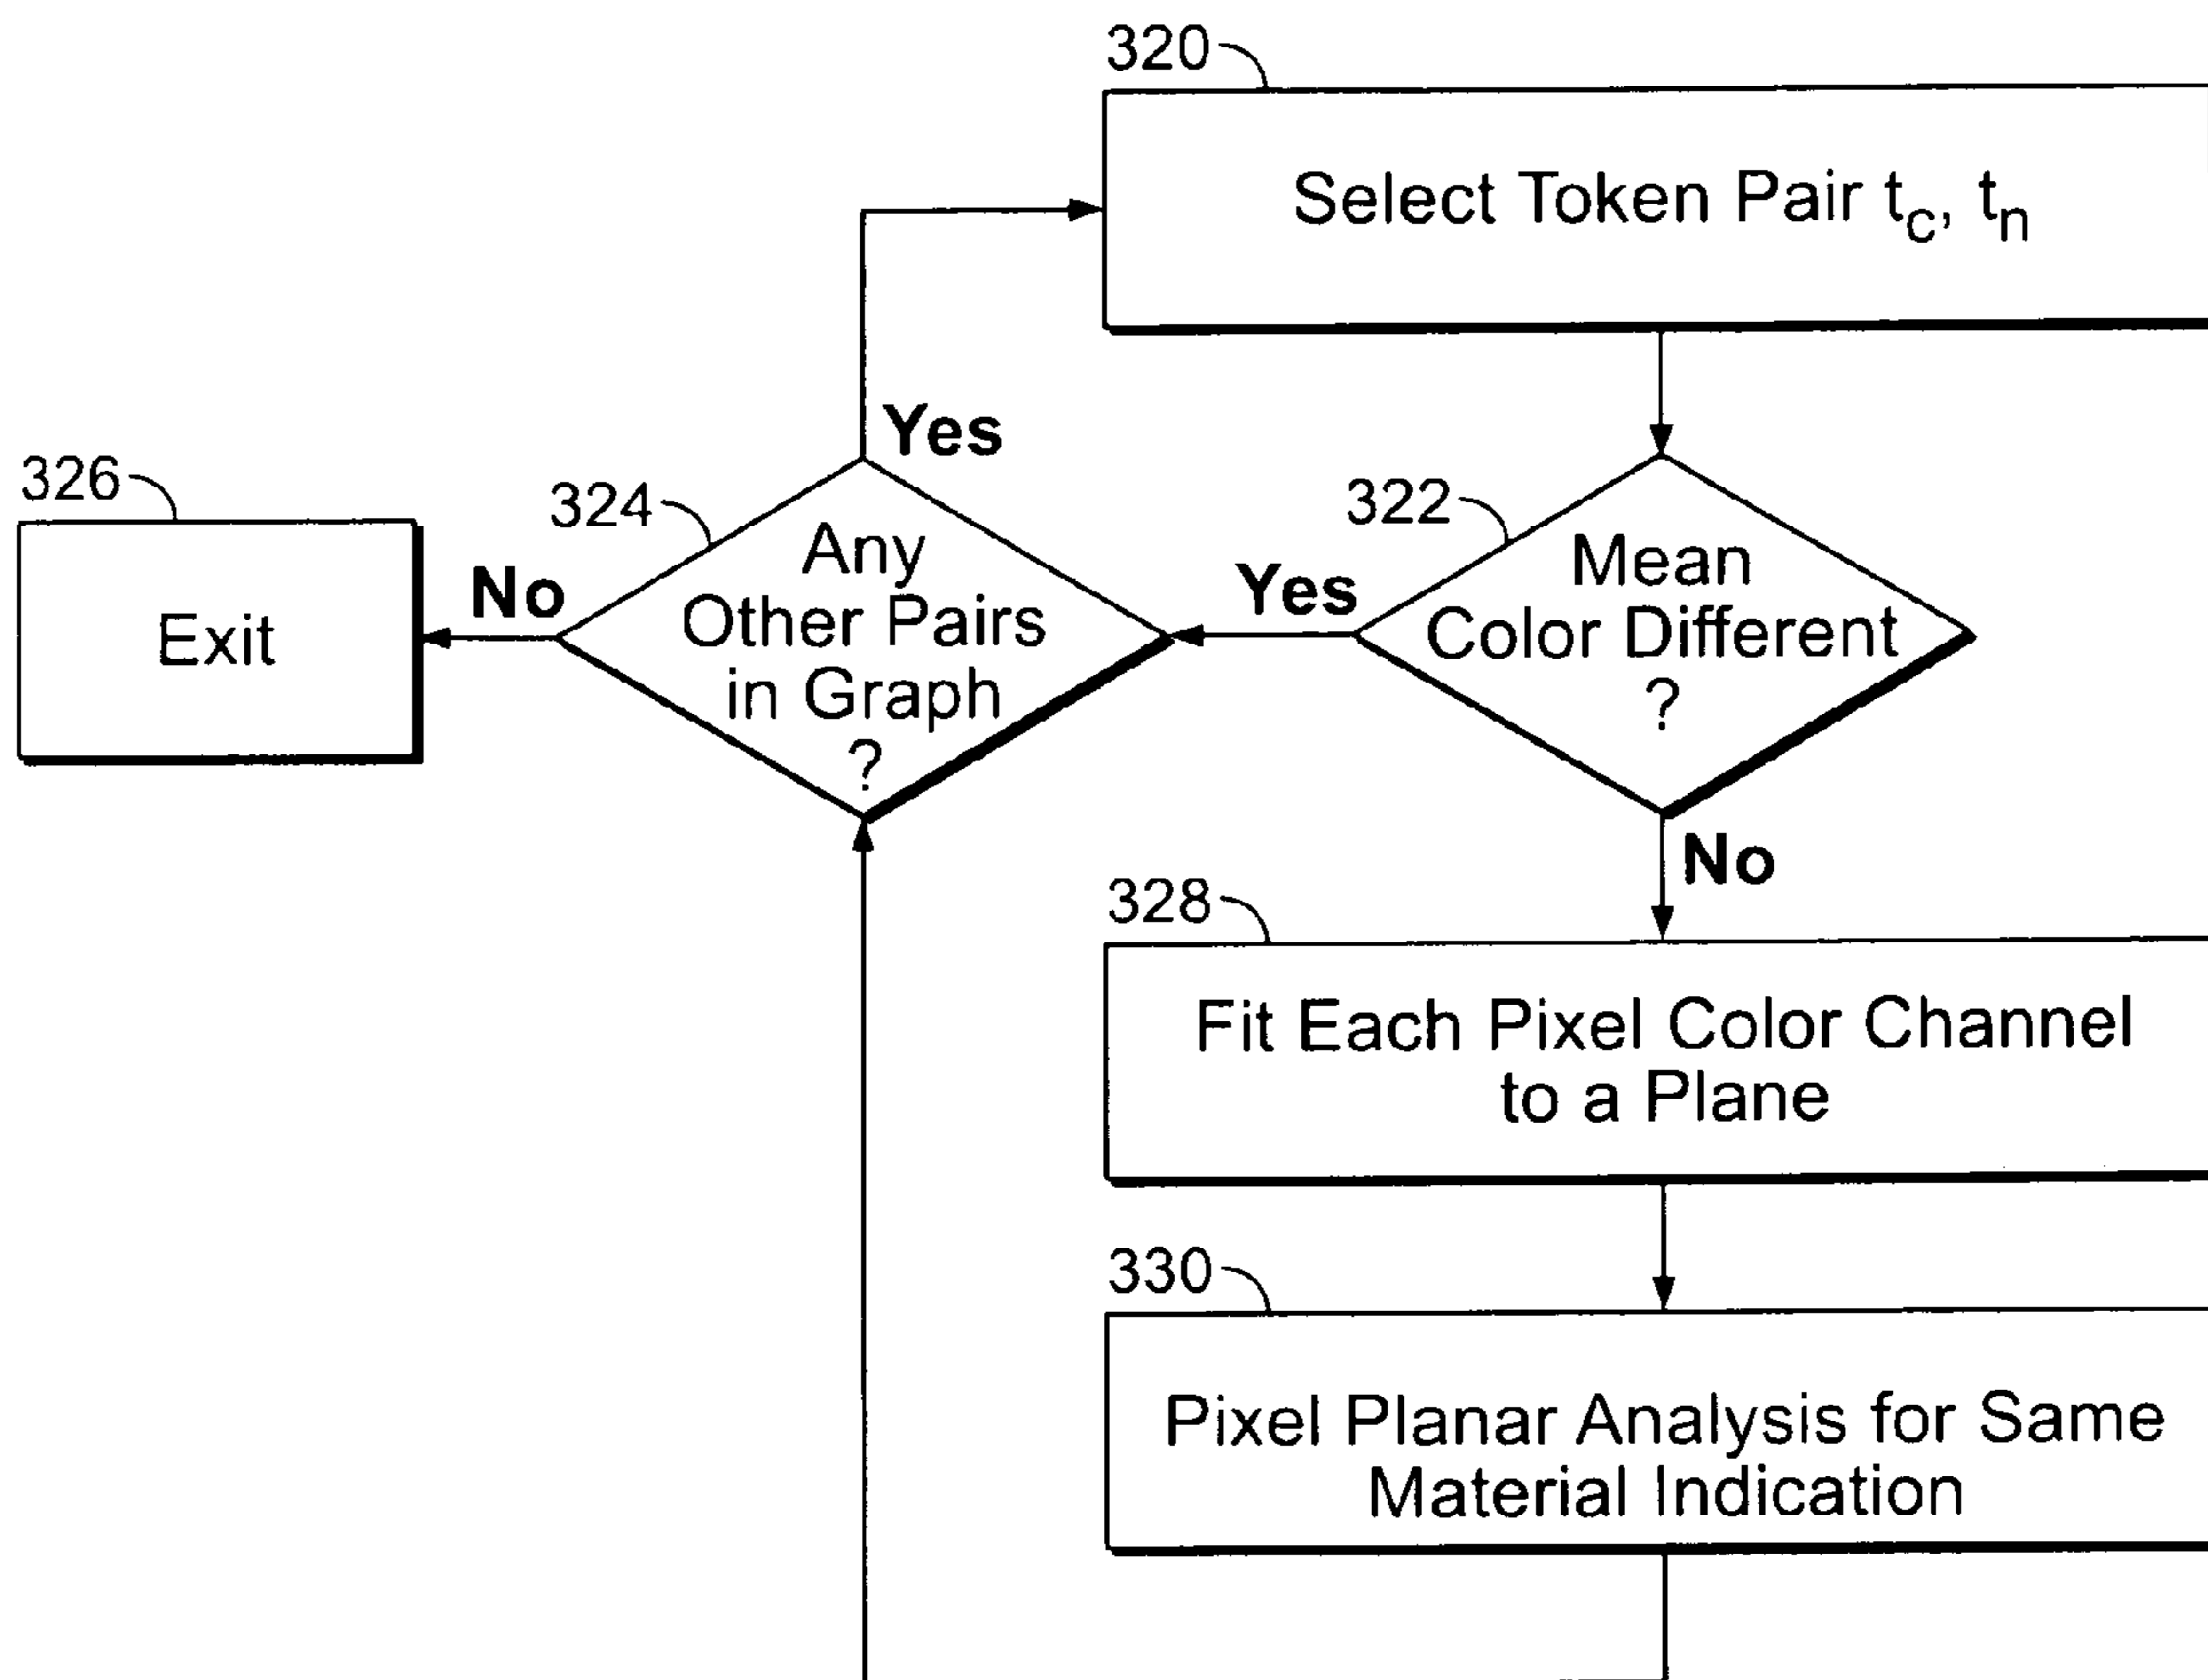 320
Select Token Pair t_c, t_n
Yes
326
324
322
Any
Other Pairs
in Graph
?
Mean
Color Different
?
No
Yes
Exit
No
328
Fit Each Pixel Color Channel
to a Plane
330
Pixel Planar Analysis for Same
Material Indication